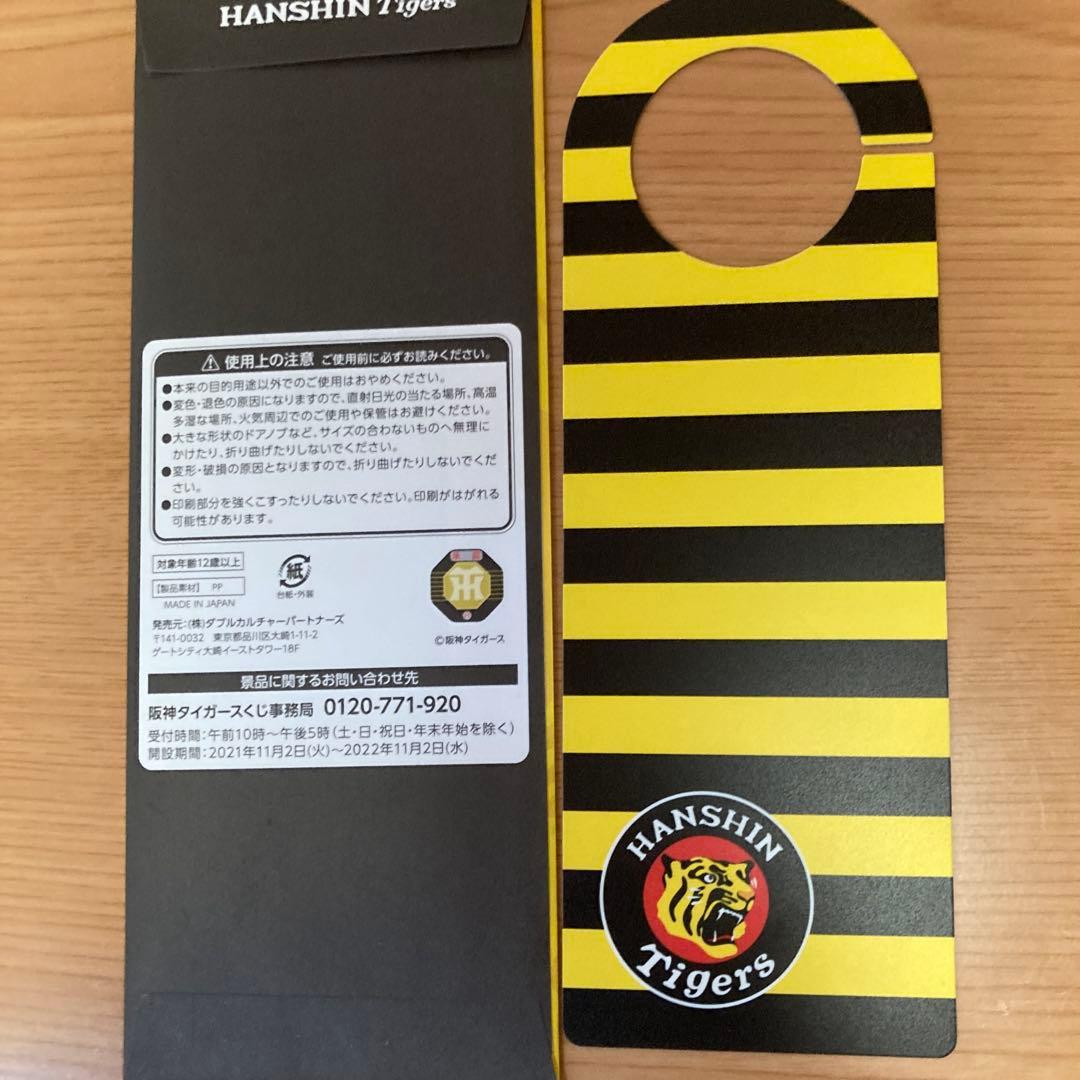 HANSHIN Tigers
⚠ 使用上の注意 ご使用前に必ずお読みください。
●本来の目的用途以外でのご使用はおやめください。
●変色・退色の原因になりますので、直射日光の当たる場所、高温
多湿な場所、火気周辺でのご使用や保管はお避けください。
●大きな形状のドアノブなど、サイズの合わないものへ無理に
かけたり、折り曲げたりしないでください。
●変形・破損の原因となりますので、折り曲げたりしないでくだ
さい。
●印刷部分を強くこすったりしないでください。印刷がはがれる
可能性があります。
対象年齢12歳以上
【製品素材】 PP
MADE IN JAPAN
紙
台紙・外装
©阪神タイガース
発売元:(株)ダブルカルチャーパートナーズ
〒141-0032 東京都品川区大崎1-11-2
ゲートシティ大崎イーストタワー18F
景品に関するお問い合わせ先
阪神タイガースくじ事務局 0120-771-920
受付時間:午前10時〜午後5時(土・日・祝日・年末年始を除く)
開設期間:2021年11月2日(火)〜2022年11月2日(水)
HANSHIN
Tigers